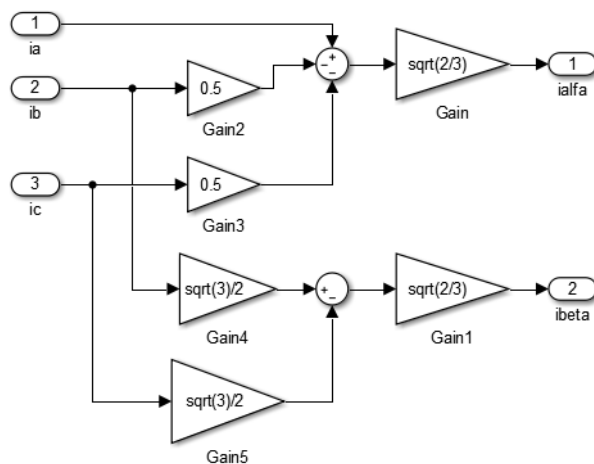 1
ia
2
ib
3
ic
0.5
Gain2
0.5
Gain3
sqrt(3)/2
Gain4
sqrt(3)/2
Gain5
+
−
−
+
−
sqrt(2/3)
Gain
sqrt(2/3)
Gain1
1
ialfa
2
ibeta